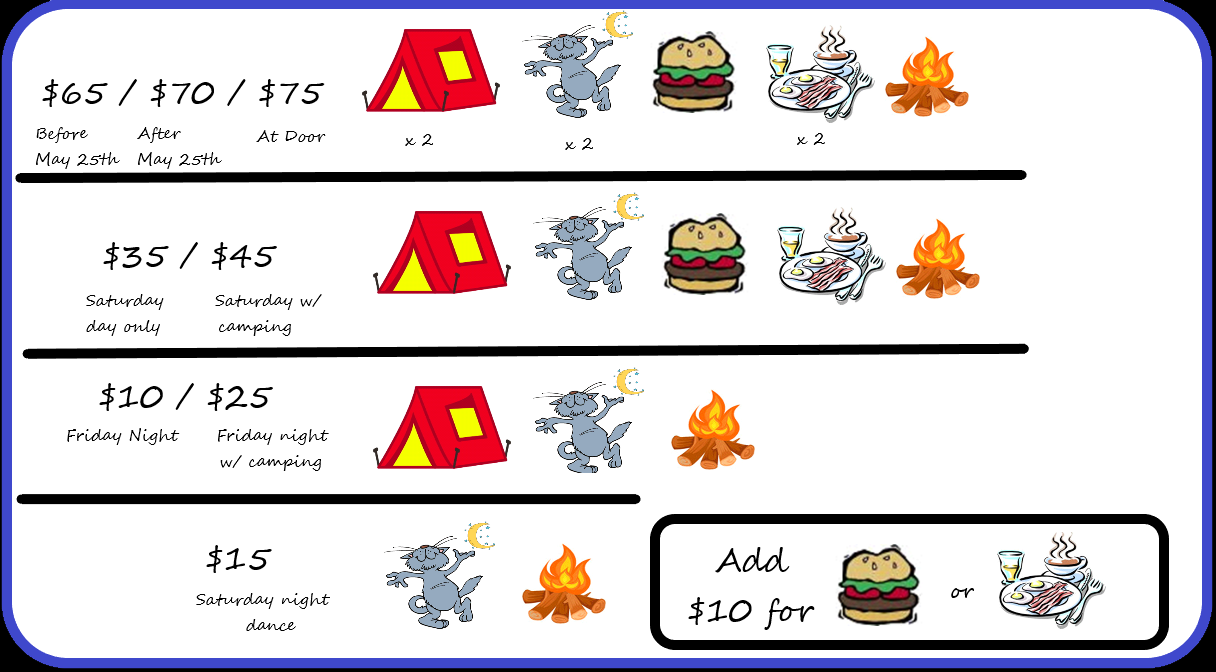 $65 / $70 / $75
Before After At Door
May 25th May 25th
x 2 x 2 x 2
$35 / $45
Saturday Saturday w/
day only camping
$10 / $25
Friday Night Friday night
w/ camping
$15
Saturday night
dance
Add
$10 for
or